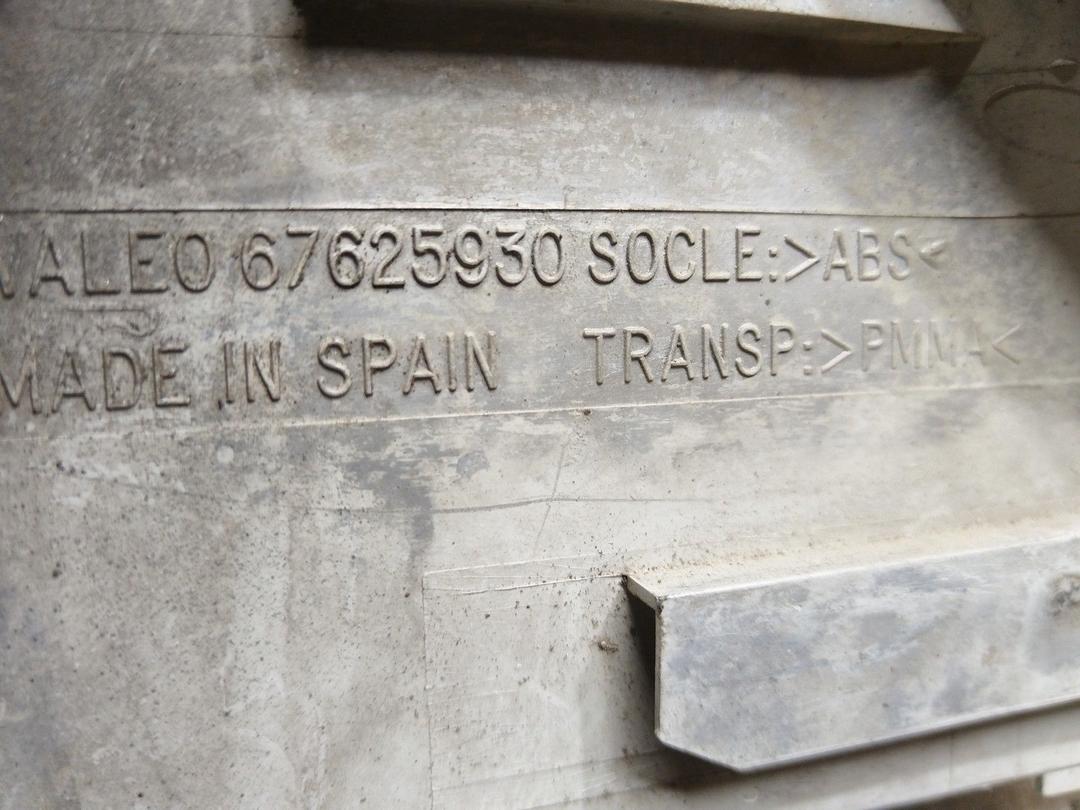 VALEO 67625930 SOCLE:>ABS<
MADE IN SPAIN TRANSP:>PMMA<